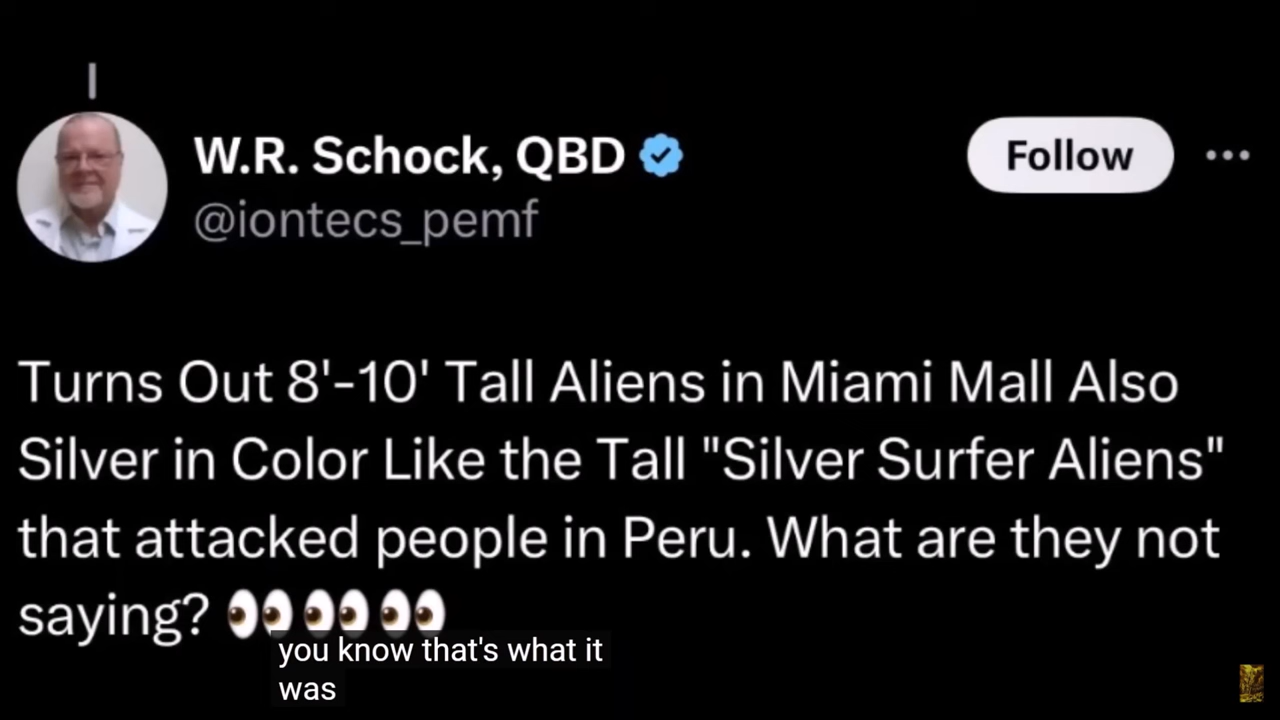 W.R. Schock, QBD
Follow
@iontecs_pemf
Turns Out 8'-10' Tall Aliens in Miami Mall Also
Silver in Color Like the Tall "Silver Surfer Aliens"
that attacked people in Peru. What are they not
saying? 👀👀👀
you know that's what it
was